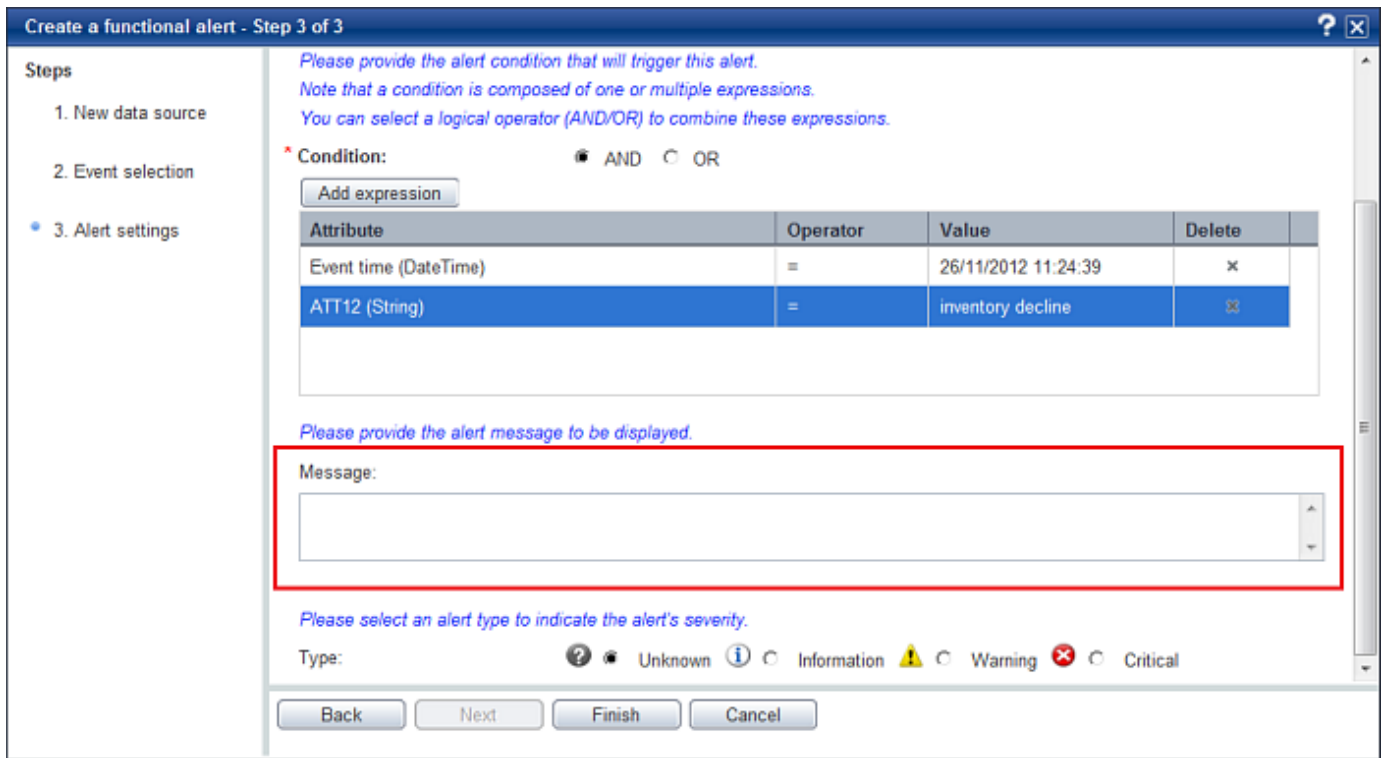 Create a functional alert - Step 3 of 3
Steps
1. New data source
2. Event selection
3. Alert settings
Please provide the alert condition that will trigger this alert.
Note that a condition is composed of one or multiple expressions.
You can select a logical operator (AND/OR) to combine these expressions.
* Condition: AND OR
Add expression
Attribute Operator Value Delete
Event time (DateTime) = 26/11/2012 11:24:39
ATT12 (String) = inventory decline
Please provide the alert message to be displayed.
Message:
Please select an alert type to indicate the alert's severity.
Type: Unknown Information Warning Critical
Back Next Finish Cancel